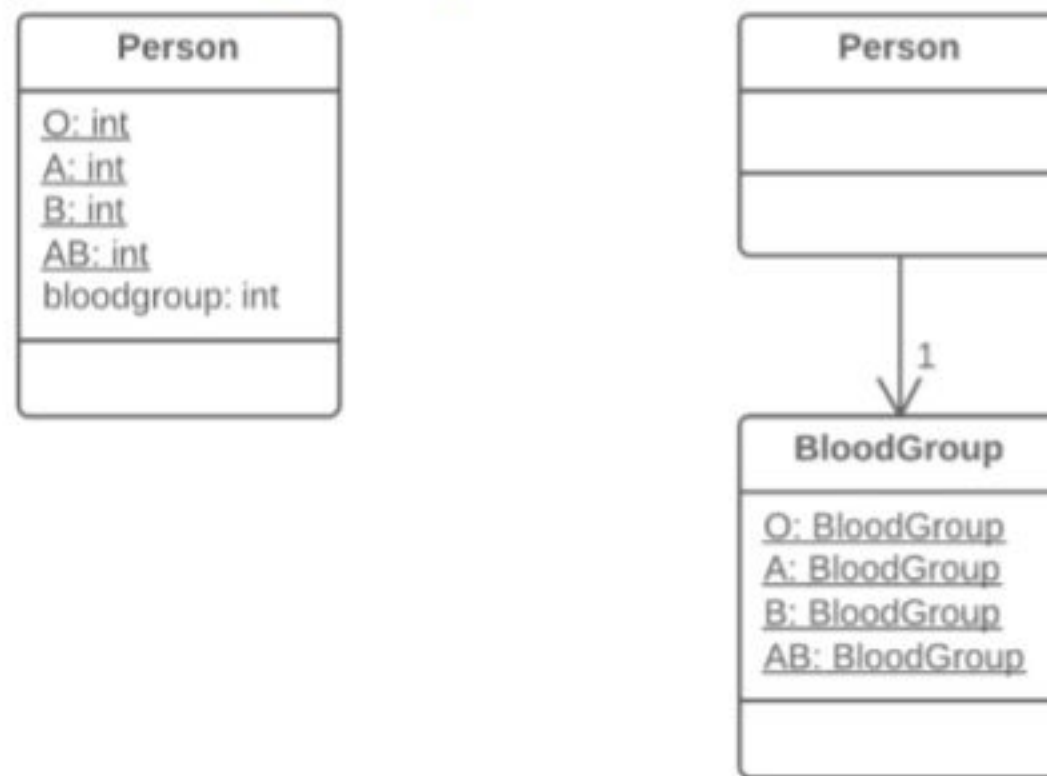 Person
O: int
A: int
B: int
AB: int
bloodgroup: int
Person
1
BloodGroup
O: BloodGroup
A: BloodGroup
B: BloodGroup
AB: BloodGroup